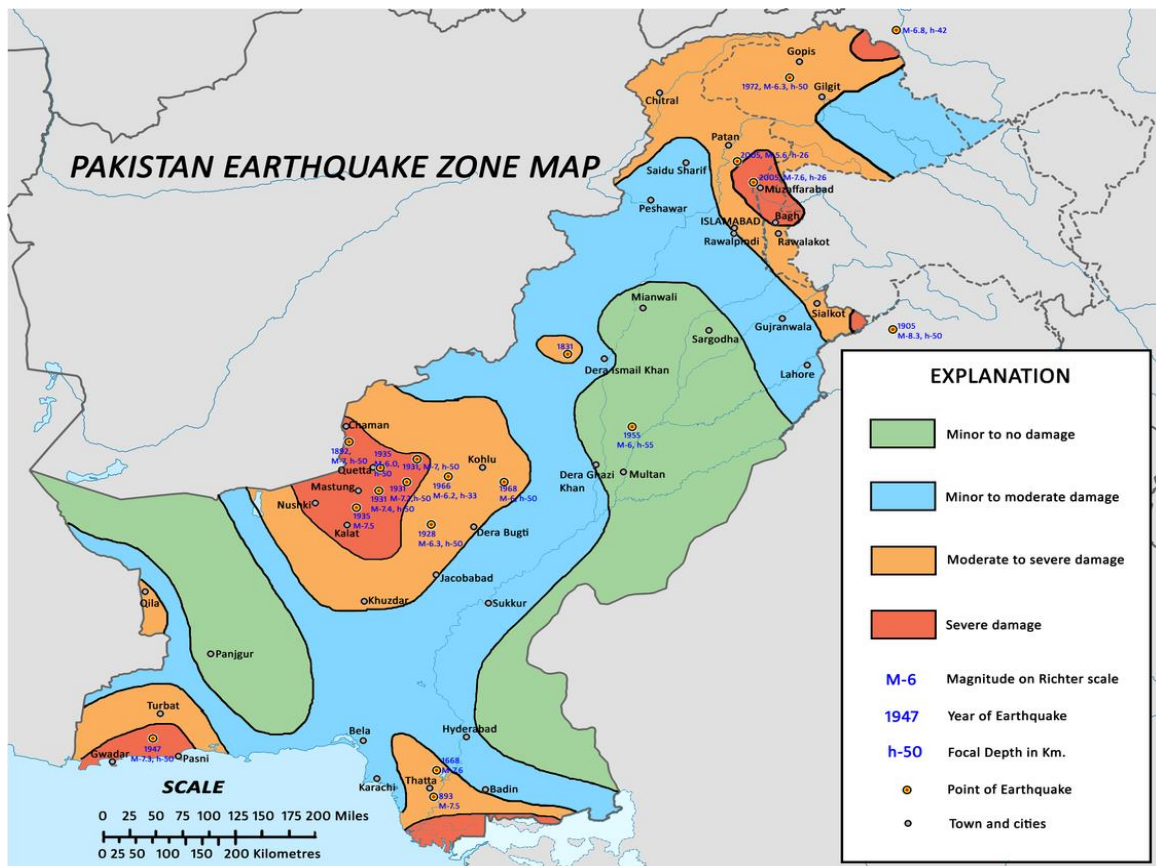 PAKISTAN EARTHQUAKE ZONE MAP
M-6.8, h-42
Gopis
1972, M-6.3, h-50
Gilgit
Chitral
Patan
2005, M-5.6, h-26
Saidu Sharif
2005, M-7.6, h-26
Muzaffarabad
Peshawar
Bagh
ISLAMABAD
Rawalpindi
Rawalakot
Mianwali
Sialkot
Gujranwala
Sargodha
1905
M-8.3, h-50
1831
Dera Ismail Khan
Lahore
Chaman
1892, M-7, h-50
1935
M-6.0,
h-50
1931, M-7, h-50
Quetta
Kohlu
1955
M-6, h-55
Dera Ghazi
Khan
Multan
Mastung
1931
M-7.2, h-50
1966
M-6.2, h-33
1968
M-6, h-50
Nushki
1931
M-7.4, h-50
1935
M-7.5
Kalat
1928
M-6.3, h-50
Dera Bugti
Jacobabad
Khuzdar
Sukkur
Qila
Panjgur
Turbat
1947
M-7.3, h-50
Gwadar
Pasni
Bela
Hyderabad
Karachi
Thatta
1668
M-7.6
893
M-7.5
Badin
SCALE
0 50 100 150 200 Miles
0 25 50 100 150 200 Kilometres
EXPLANATION
Minor to no damage
Minor to moderate damage
Moderate to severe damage
Severe damage
M-6 Magnitude on Richter scale
1947 Year of Earthquake
h-50 Focal Depth in Km.
Point of Earthquake
Town and cities